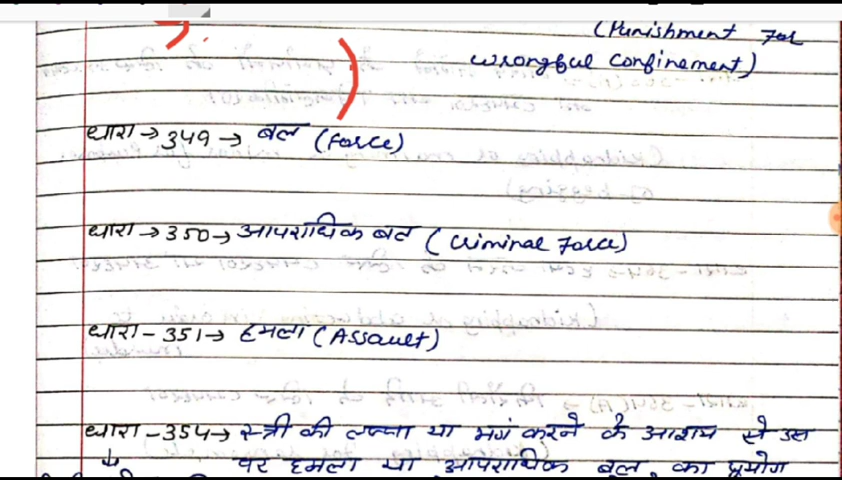 (Punishment for
wrongful confinement)
धारा → 349 → बल (Force)
धारा → 350 → आपराधिक बल (Criminal Force)
धारा - 351 → हमला (Assault)
धारा - 354 → स्त्री की लज्जा या भगं करने के आशय से उस
पर हमला या आपराधिक बल का प्रयोग